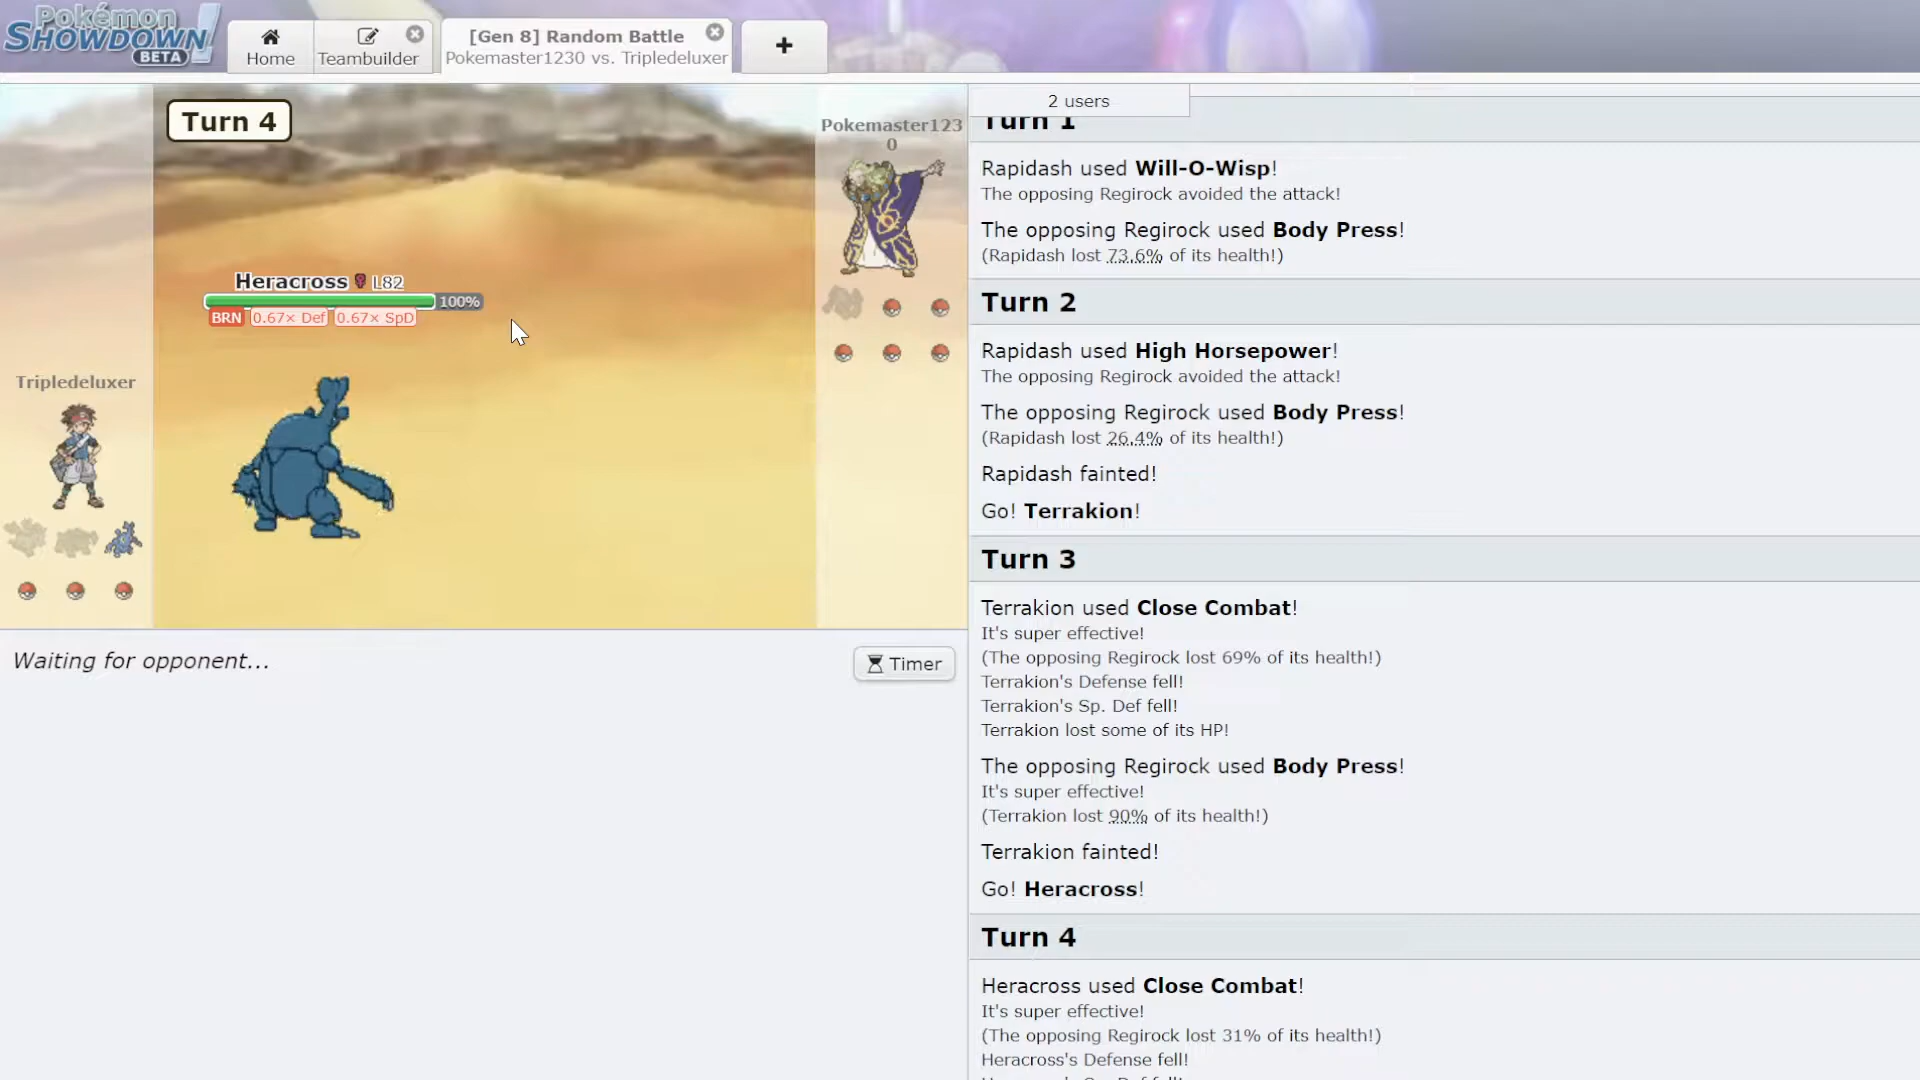 Pokémon
SHOWDOWN!
BETA
Home
Teambuilder
[Gen 8] Random Battle
Pokemaster1230 vs. Tripledeluxer
+
Turn 4
Pokemaster123
0
Heracross L82
100%
BRN 0.67× Def 0.67× SpD
Tripledeluxer
Waiting for opponent...
Timer
2 users
Turn 1
Rapidash used Will-O-Wisp!
The opposing Regirock avoided the attack!
The opposing Regirock used Body Press!
(Rapidash lost 73.6% of its health!)
Turn 2
Rapidash used High Horsepower!
The opposing Regirock avoided the attack!
The opposing Regirock used Body Press!
(Rapidash lost 26.4% of its health!)
Rapidash fainted!
Go! Terrakion!
Turn 3
Terrakion used Close Combat!
It's super effective!
(The opposing Regirock lost 69% of its health!)
Terrakion's Defense fell!
Terrakion's Sp. Def fell!
Terrakion lost some of its HP!
The opposing Regirock used Body Press!
It's super effective!
(Terrakion lost 90% of its health!)
Terrakion fainted!
Go! Heracross!
Turn 4
Heracross used Close Combat!
It's super effective!
(The opposing Regirock lost 31% of its health!)
Heracross's Defense fell!